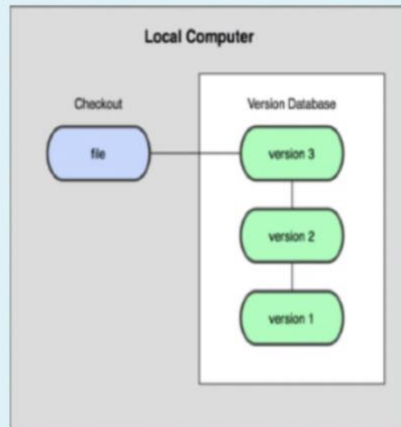 Local Computer
Checkout
Version Database
file
version 3
version 2
version 1